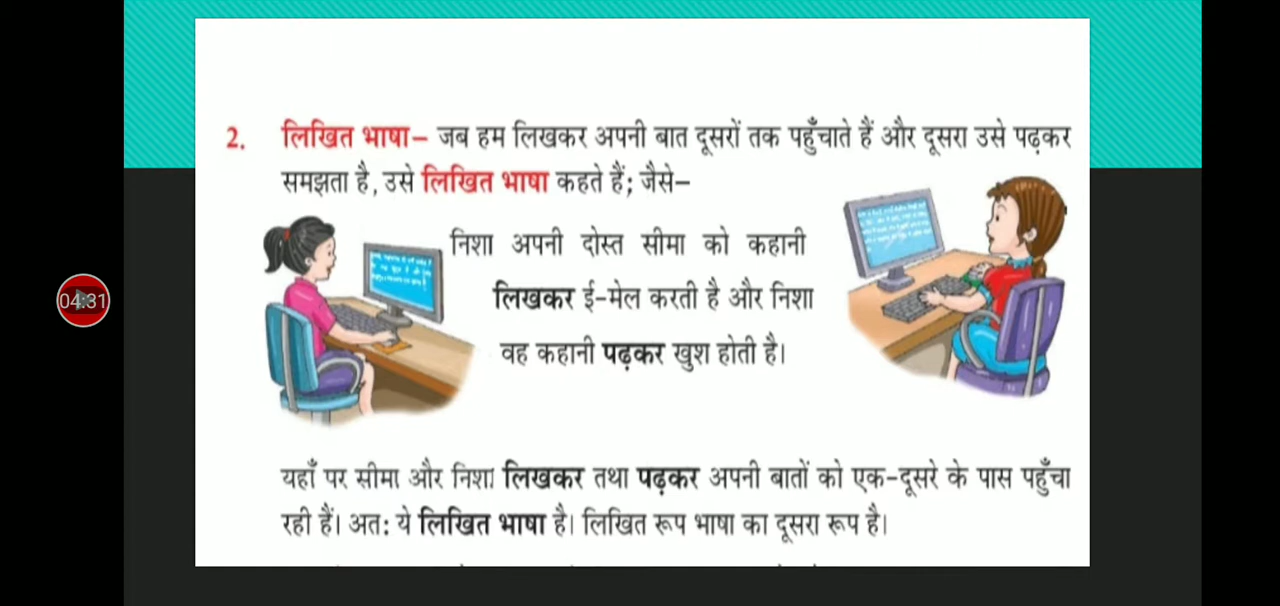 2. लिखित भाषा– जब हम लिखकर अपनी बात दूसरों तक पहुँचाते हैं और दूसरा उसे पढ़कर
समझता है, उसे लिखित भाषा कहते हैं; जैसे–
निशा अपनी दोस्त सीमा को कहानी
लिखकर ई-मेल करती है और निशा
वह कहानी पढ़कर खुश होती है।
यहाँ पर सीमा और निशा लिखकर तथा पढ़कर अपनी बातों को एक-दूसरे के पास पहुँचा
रही हैं। अतः ये लिखित भाषा है। लिखित रूप भाषा का दूसरा रूप है।
04:31